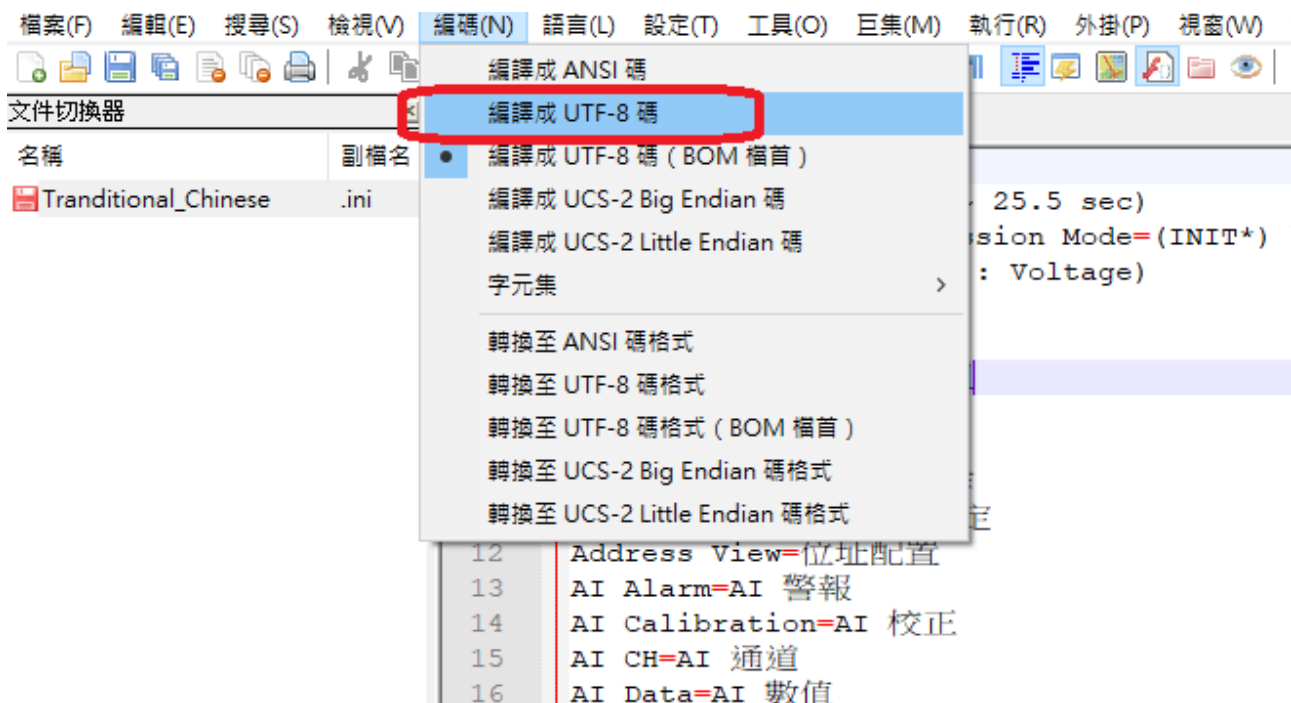 檔案(F) 編輯(E) 搜尋(S) 檢視(V) 編碼(N) 語言(L) 設定(T) 工具(O) 巨集(M) 執行(R) 外掛(P) 視窗(W)
文件切換器
名稱 副檔名
Tranditional_Chinese .ini
編譯成 ANSI 碼
編譯成 UTF-8 碼
編譯成 UTF-8 碼 ( BOM 檔首 )
編譯成 UCS-2 Big Endian 碼
編譯成 UCS-2 Little Endian 碼
字元集
轉換至 ANSI 碼格式
轉換至 UTF-8 碼格式
轉換至 UTF-8 碼格式 ( BOM 檔首 )
轉換至 UCS-2 Big Endian 碼格式
轉換至 UCS-2 Little Endian 碼格式
25.5 sec)
Mode=(INIT*)
: Voltage)
12 Address View=位址配置
13 AI Alarm=AI 警報
14 AI Calibration=AI 校正
15 AI CH=AI 通道
16 AI Data=AI 數值